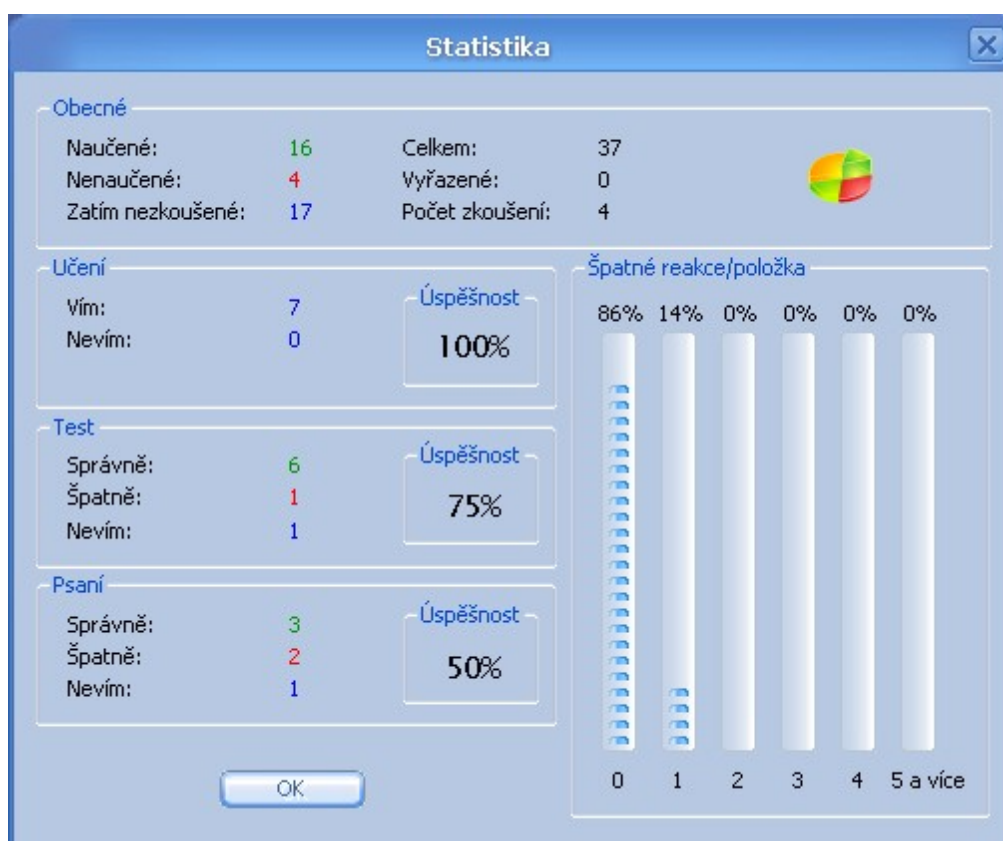 Statistika
Obecné
Naučené: 16 Celkem: 37
Nenaučené: 4 Vyřazené: 0
Zatím nezkoušené: 17 Počet zkoušení: 4
Učení
Vím: 7
Nevím: 0
Úspěšnost
100%
Test
Správně: 6
Špatně: 1
Nevím: 1
Úspěšnost
75%
Psaní
Správně: 3
Špatně: 2
Nevím: 1
Úspěšnost
50%
Špatné reakce/položka
86% 14% 0% 0% 0% 0%
0 1 2 3 4 5 a více
OK